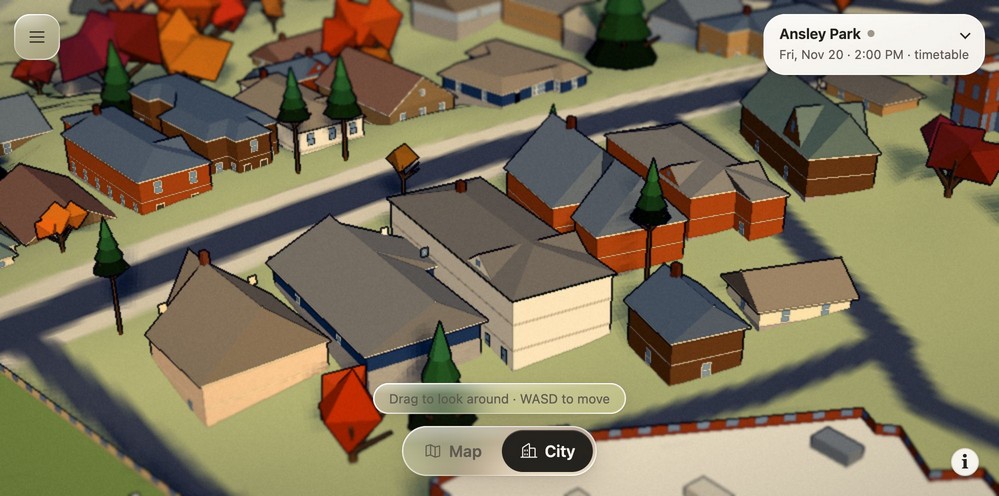 Ansley Park
Fri, Nov 20 · 2:00 PM · timetable
Drag to look around · WASD to move
Map
City
i